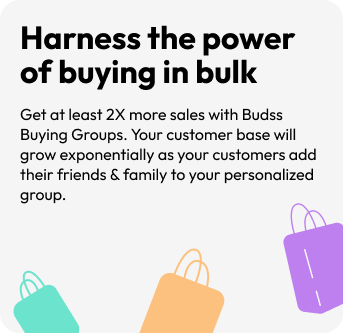 Harness the power
of buying in bulk
Get at least 2X more sales with Budss
Buying Groups. Your customer base will
grow exponentially as your customers add
their friends & family to your personalized
group.